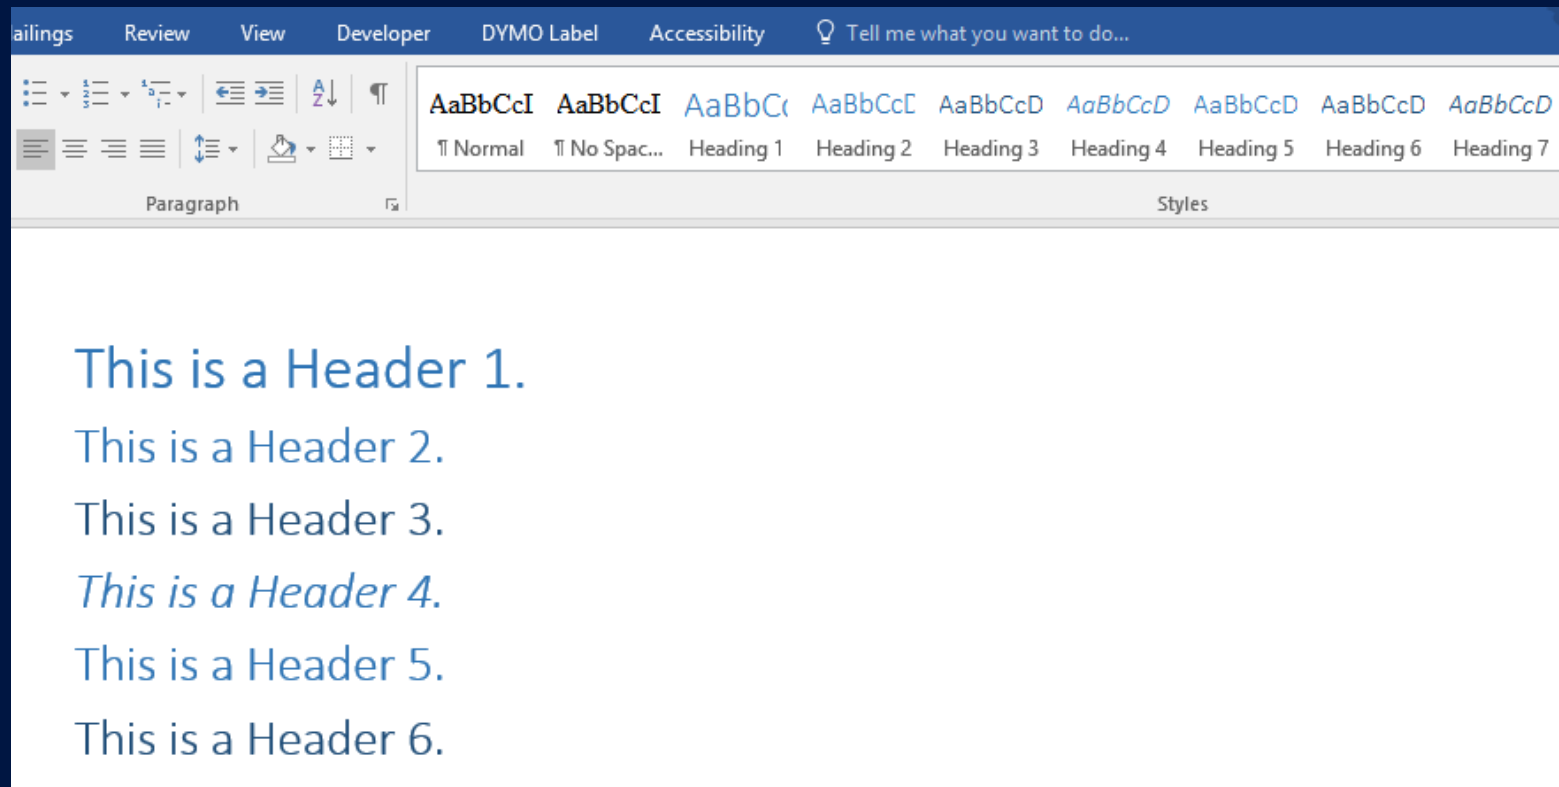 ailings Review View Developer DYMO Label Accessibility Tell me what you want to do...
AaBbCcI AaBbCcI AaBbC AaBbCcD AaBbCcD AaBbCcD AaBbCcD AaBbCcD AaBbCcD
¶ Normal ¶ No Spac... Heading 1 Heading 2 Heading 3 Heading 4 Heading 5 Heading 6 Heading 7
Paragraph Styles
This is a Header 1.
This is a Header 2.
This is a Header 3.
This is a Header 4.
This is a Header 5.
This is a Header 6.